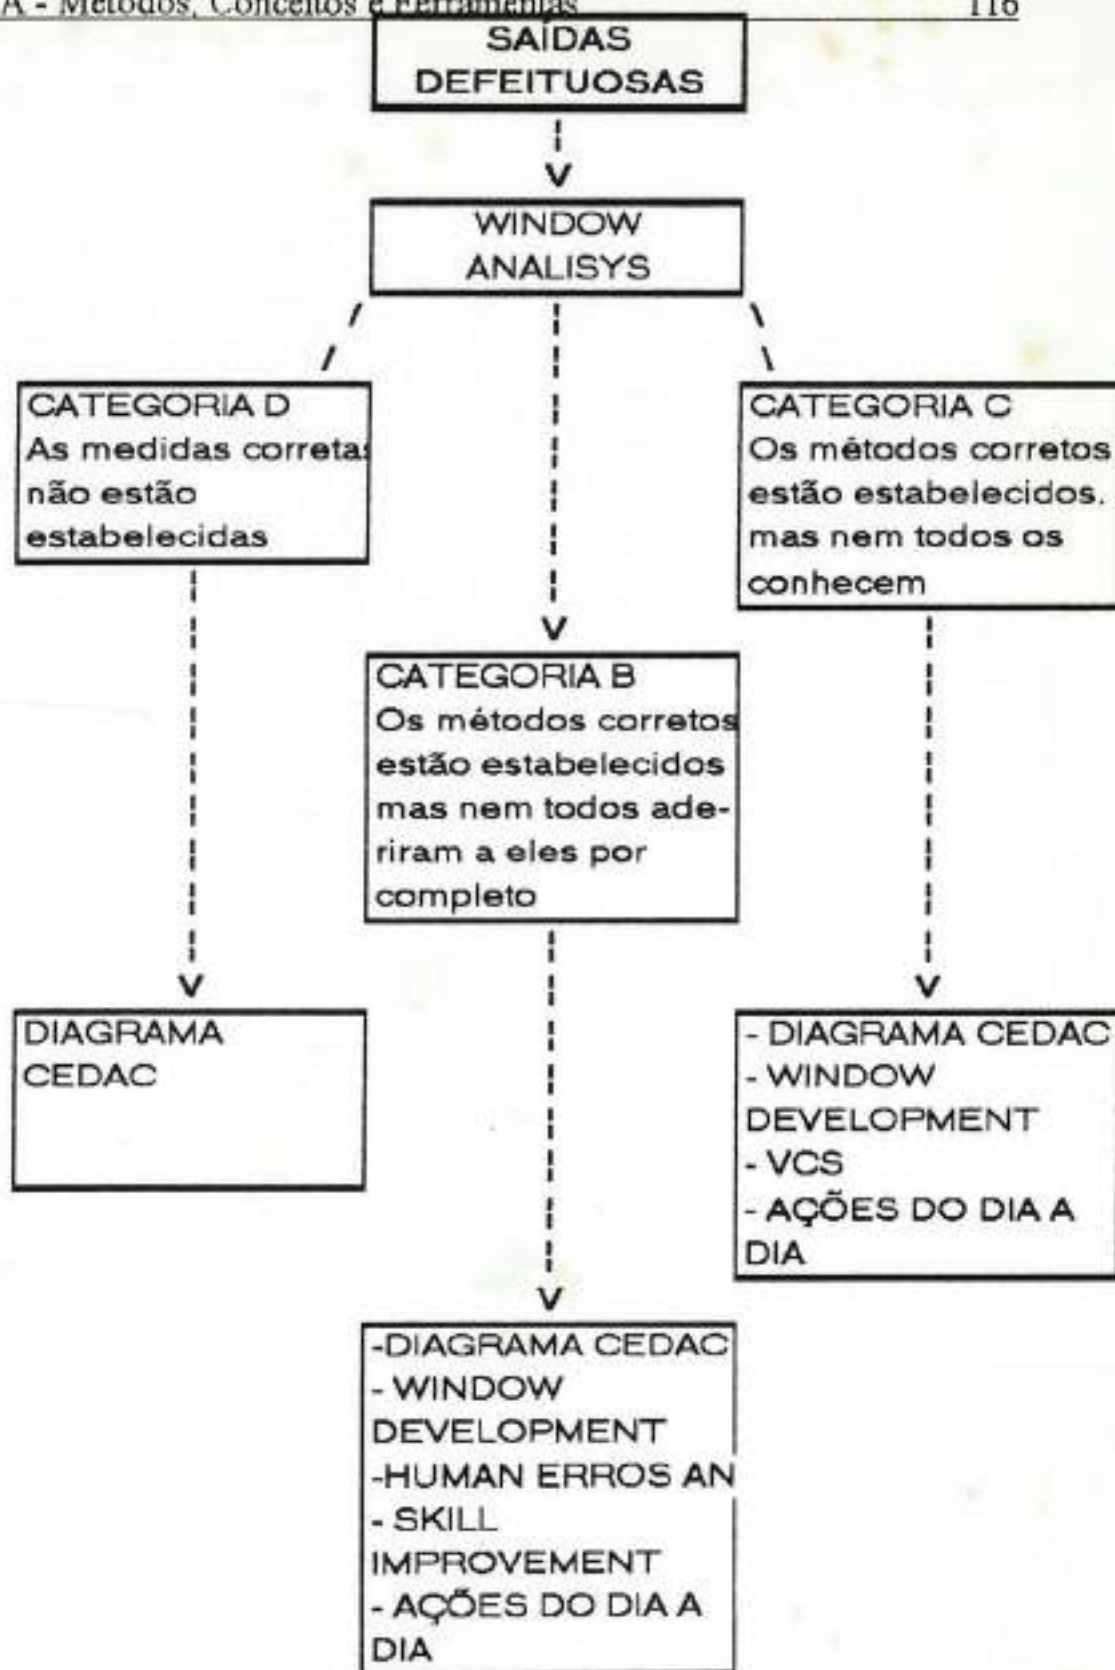 A - Métodos, Conceitos e Ferramentas 116
SAÍDAS
DEFEITUOSAS
WINDOW
ANALISYS
CATEGORIA D
As medidas corretas
não estão
estabelecidas
CATEGORIA C
Os métodos corretos
estão estabelecidos.
mas nem todos os
conhecem
CATEGORIA B
Os métodos corretos
estão estabelecidos
mas nem todos ade-
riram a eles por
completo
DIAGRAMA
CEDAC
- DIAGRAMA CEDAC
- WINDOW
DEVELOPMENT
- VCS
- AÇÕES DO DIA A
DIA
-DIAGRAMA CEDAC
- WINDOW
DEVELOPMENT
-HUMAN ERROS AN
- SKILL
IMPROVEMENT
- AÇÕES DO DIA A
DIA